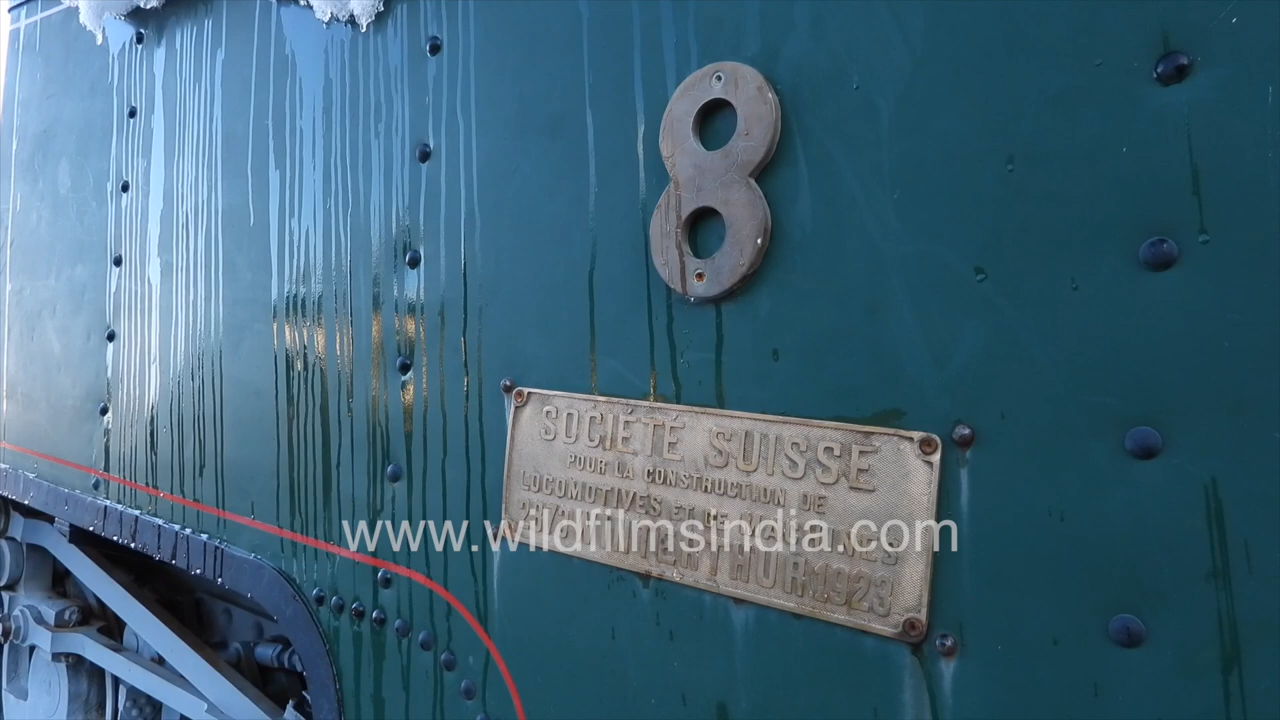 8
SOCIÉTÉ SUISSE
POUR LA CONSTRUCTION DE
LOCOMOTIVES ET DE
www.wildfilmsindia.com
1923